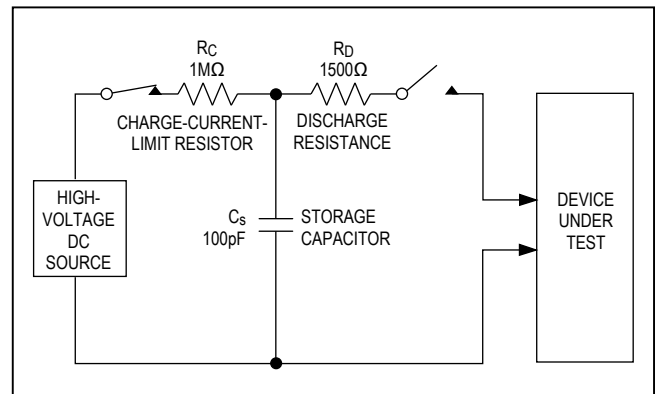 RC
1MΩ
CHARGE-CURRENT-
LIMIT RESISTOR
RD
1500Ω
DISCHARGE
RESISTANCE
HIGH-
VOLTAGE
DC
SOURCE
Cs
100pF
STORAGE
CAPACITOR
DEVICE
UNDER
TEST